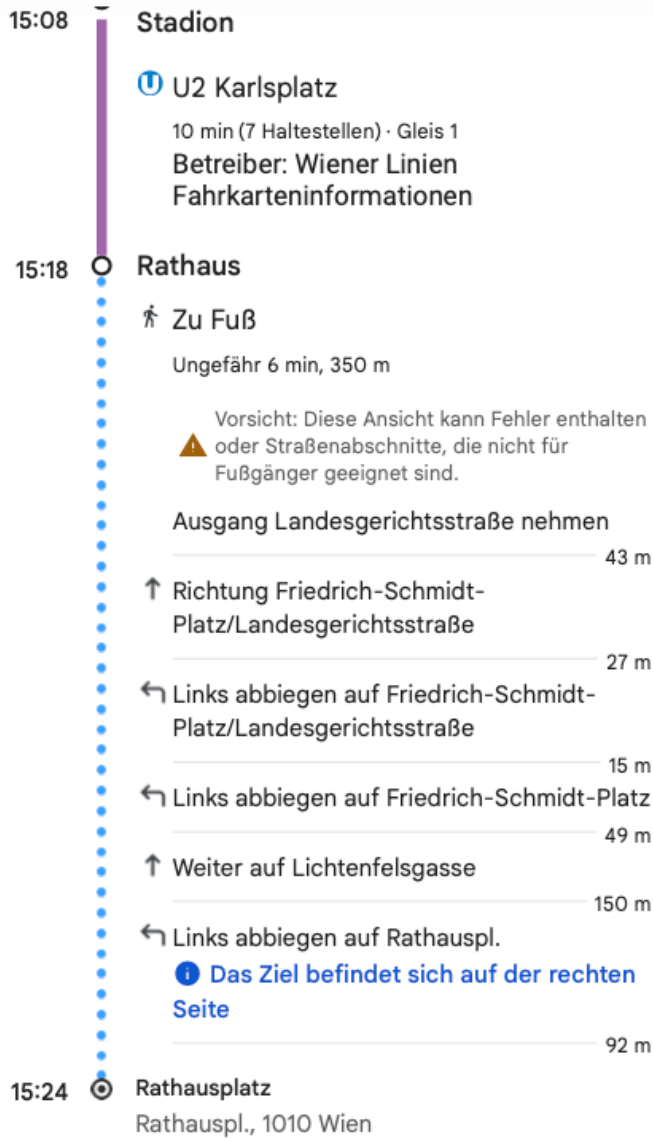 15:08 Stadion
U2 Karlsplatz
10 min (7 Haltestellen) · Gleis 1
Betreiber: Wiener Linien
Fahrkarteninformationen
15:18 Rathaus
Zu Fuß
Ungefähr 6 min, 350 m
Vorsicht: Diese Ansicht kann Fehler enthalten
oder Straßenabschnitte, die nicht für
Fußgänger geeignet sind.
Ausgang Landesgerichtsstraße nehmen
43 m
Richtung Friedrich-Schmidt-
Platz/Landesgerichtsstraße
27 m
Links abbiegen auf Friedrich-Schmidt-
Platz/Landesgerichtsstraße
15 m
Links abbiegen auf Friedrich-Schmidt-Platz
49 m
Weiter auf Lichtenfelsgasse
150 m
Links abbiegen auf Rathauspl.
Das Ziel befindet sich auf der rechten
Seite
92 m
15:24 Rathausplatz
Rathauspl., 1010 Wien